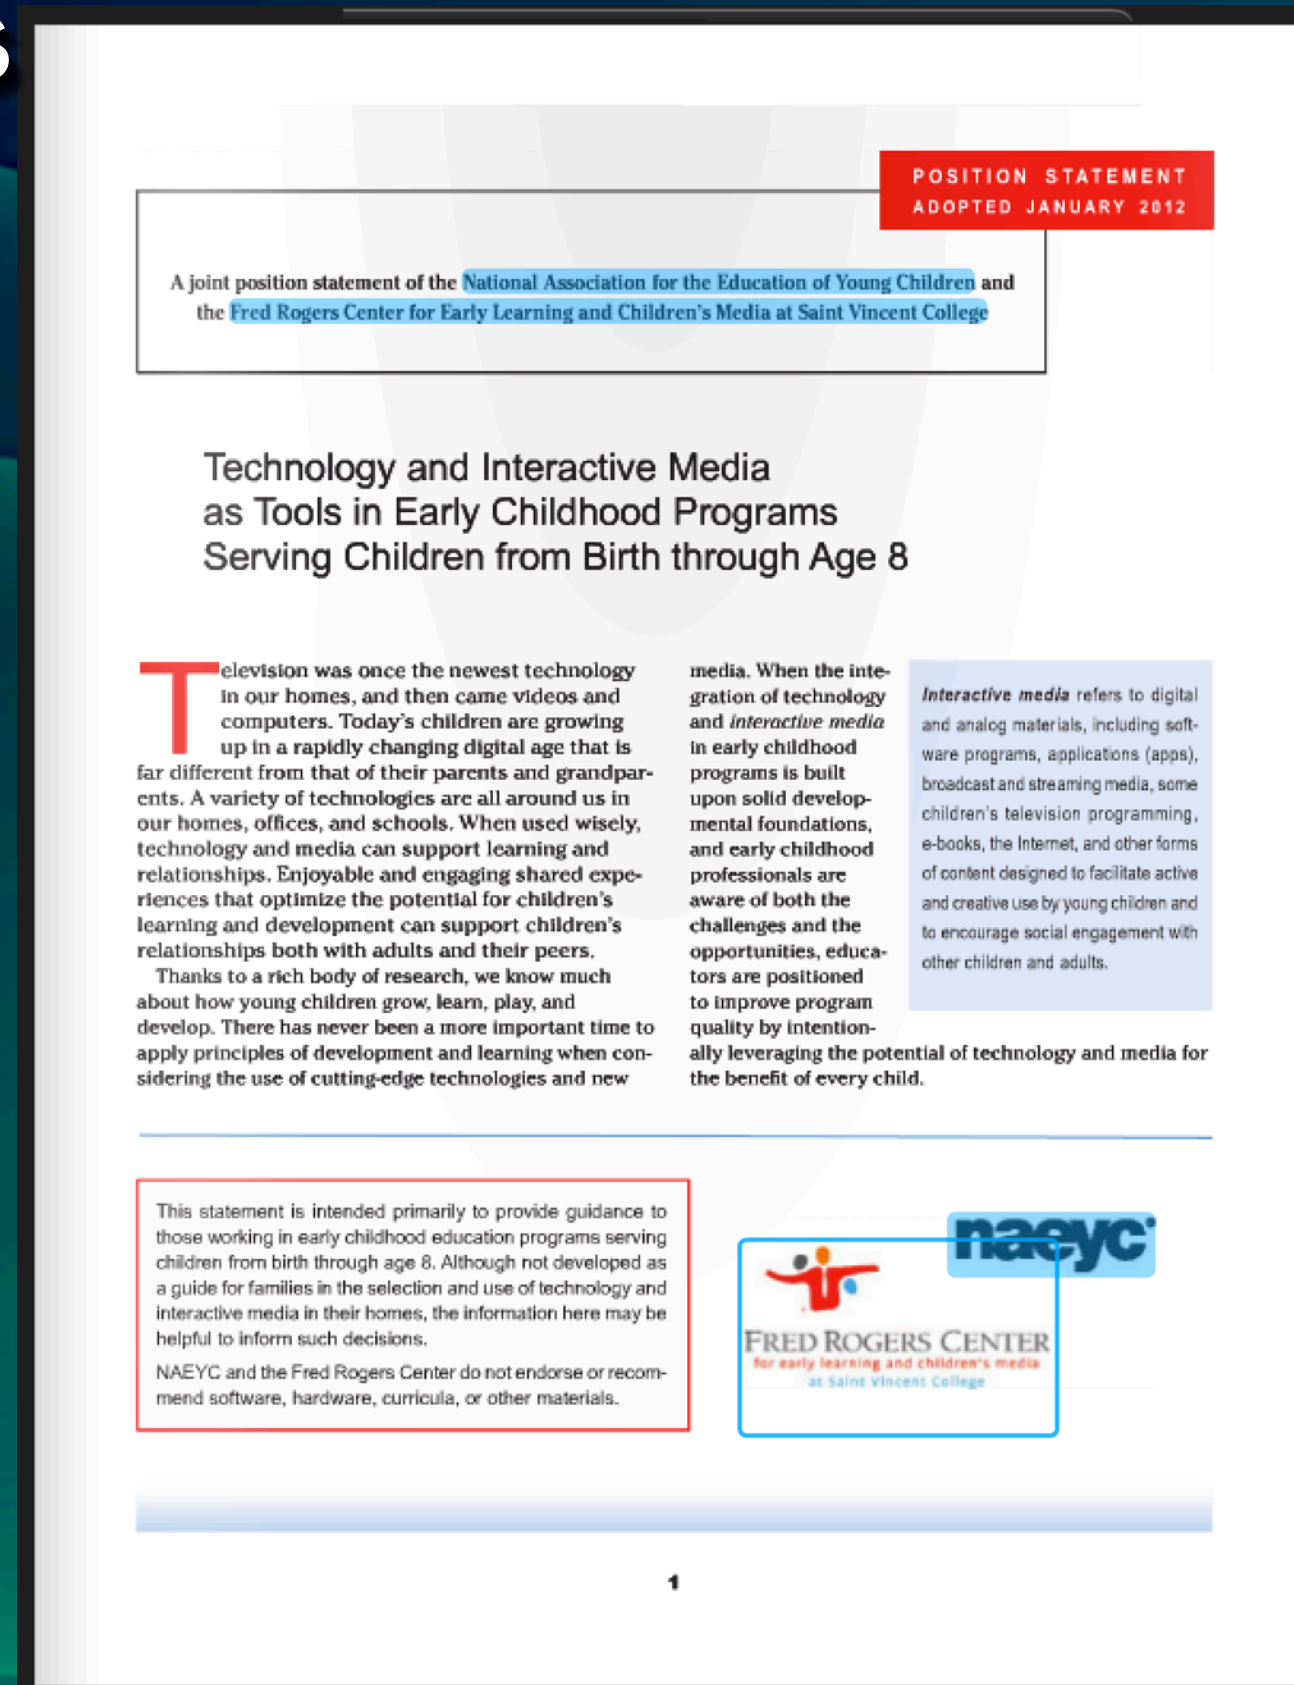 S
POSITION STATEMENT
ADOPTED JANUARY 2012
A joint position statement of the National Association for the Education of Young Children and
the Fred Rogers Center for Early Learning and Children's Media at Saint Vincent College
Technology and Interactive Media
as Tools in Early Childhood Programs
Serving Children from Birth through Age 8
Television was once the newest technology
in our homes, and then came videos and
computers. Today's children are growing
up in a rapidly changing digital age that is
far different from that of their parents and grandpar-
ents. A variety of technologies are all around us in
our homes, offices, and schools. When used wisely,
technology and media can support learning and
relationships. Enjoyable and engaging shared expe-
riences that optimize the potential for children's
learning and development can support children's
relationships both with adults and their peers.
Thanks to a rich body of research, we know much
about how young children grow, learn, play, and
develop. There has never been a more important time to
apply principles of development and learning when con-
sidering the use of cutting-edge technologies and new
media. When the inte-
gration of technology
and interactive media
in early childhood
programs is built
upon solid develop-
mental foundations,
and early childhood
professionals are
aware of both the
challenges and the
opportunities, educa-
tors are positioned
to improve program
quality by intention-
ally leveraging the potential of technology and media for
the benefit of every child.
Interactive media refers to digital
and analog materials, including soft-
ware programs, applications (apps),
broadcast and streaming media, some
children's television programming,
e-books, the Internet, and other forms
of content designed to facilitate active
and creative use by young children and
to encourage social engagement with
other children and adults.
This statement is intended primarily to provide guidance to
those working in early childhood education programs serving
children from birth through age 8. Although not developed as
a guide for families in the selection and use of technology and
interactive media in their homes, the information here may be
helpful to inform such decisions.
NAEYC and the Fred Rogers Center do not endorse or recom-
mend software, hardware, curricula, or other materials.
naeyc
FRED ROGERS CENTER
for early learning and children's media
at Saint Vincent College
1